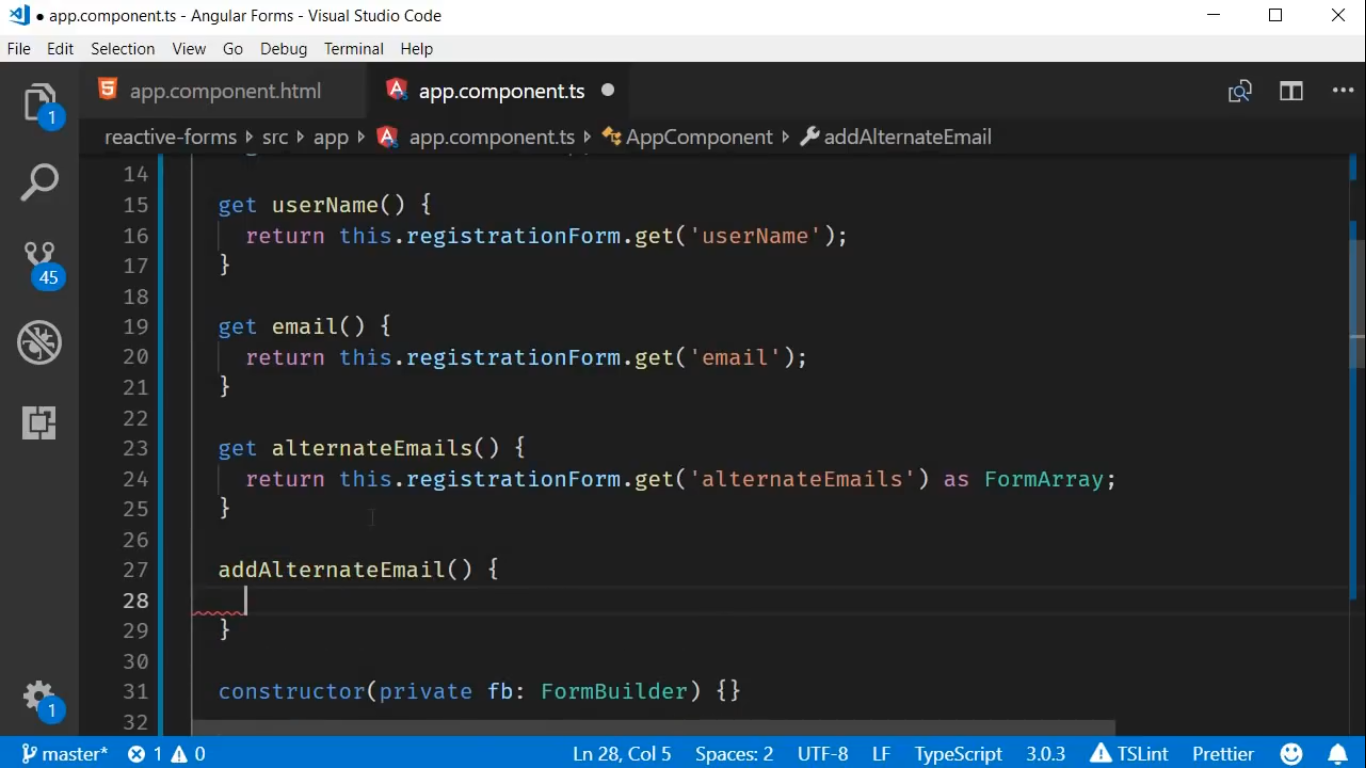 ● app.component.ts - Angular Forms - Visual Studio Code
File Edit Selection View Go Debug Terminal Help
app.component.html app.component.ts
reactive-forms src app app.component.ts AppComponent addAlternateEmail
1
45
1
14
15 get userName() {
16 return this.registrationForm.get('userName');
17 }
18
19 get email() {
20 return this.registrationForm.get('email');
21 }
22
23 get alternateEmails() {
24 return this.registrationForm.get('alternateEmails') as FormArray;
25 }
26
27 addAlternateEmail() {
28
29 }
30
31 constructor(private fb: FormBuilder) {}
32
master* 1 0 Ln 28, Col 5 Spaces: 2 UTF-8 LF TypeScript 3.0.3 TSLint Prettier